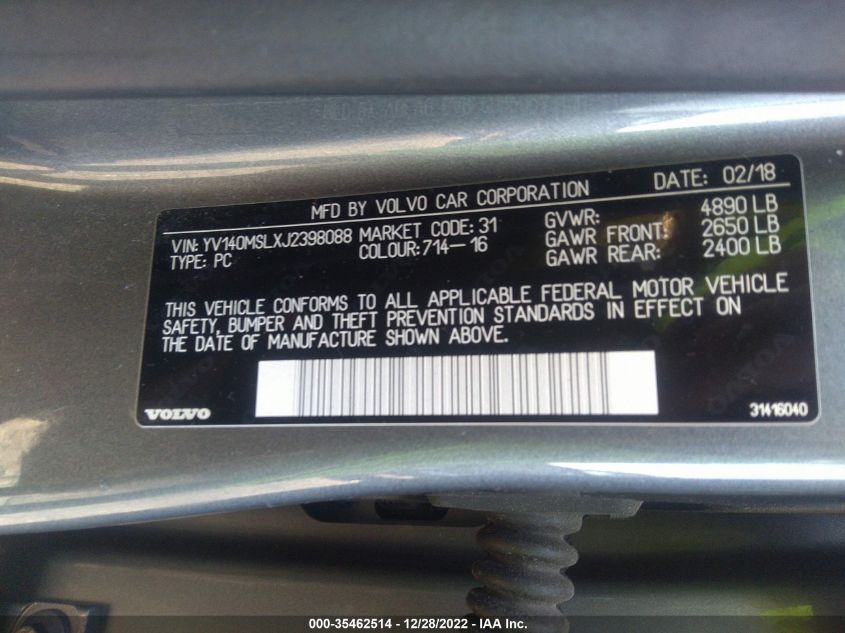 MFD BY VOLVO CAR CORPORATION DATE: 02/18
VIN: YV140MSLXJ2398088 MARKET CODE: 31 GVWR: 4890 LB
TYPE: PC COLOUR:714-16 GAWR FRONT: 2650 LB
GAWR REAR: 2400 LB
THIS VEHICLE CONFORMS TO ALL APPLICABLE FEDERAL MOTOR VEHICLE
SAFETY, BUMPER AND THEFT PREVENTION STANDARDS IN EFFECT ON
THE DATE OF MANUFACTURE SHOWN ABOVE.
VOLVO 31416040
000-35462514 - 12/28/2022 - IAA Inc.